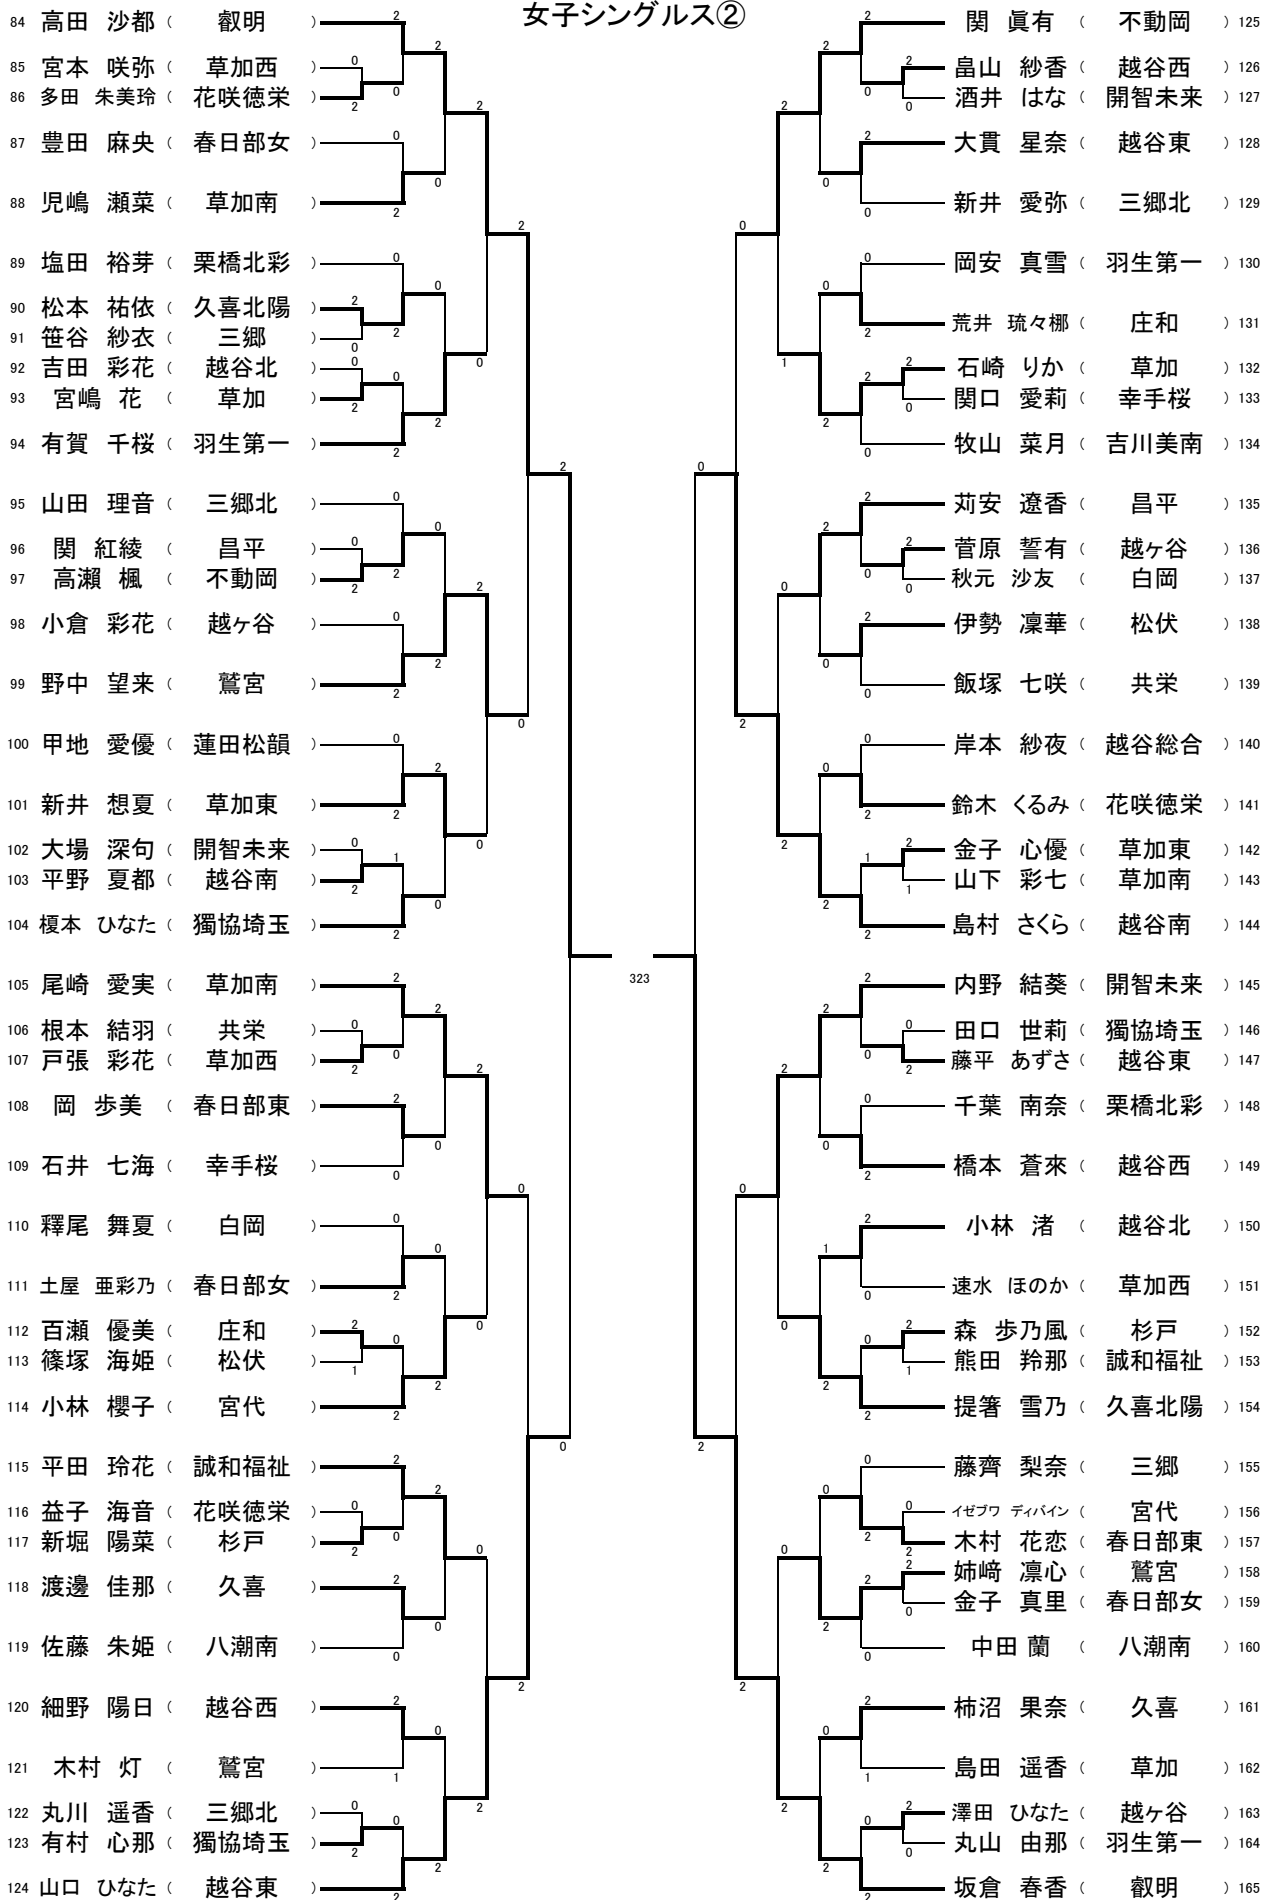 女子シングルス②
84 高田 沙都 ( 叡明 )
85 宮本 咲弥 ( 草加西 )
86 多田 朱美玲 ( 花咲徳栄 )
87 豊田 麻央 ( 春日部女 )
88 児嶋 瀬菜 ( 草加南 )
89 塩田 裕芽 ( 栗橋北彩 )
90 松本 祐依 ( 久喜北陽 )
91 笹谷 紗衣 ( 三郷 )
92 吉田 彩花 ( 越谷北 )
93 宮嶋 花 ( 草加 )
94 有賀 千桜 ( 羽生第一 )
95 山田 理音 ( 三郷北 )
96 関 紅綾 ( 昌平 )
97 高瀬 楓 ( 不動岡 )
98 小倉 彩花 ( 越ヶ谷 )
99 野中 望来 ( 鷲宮 )
100 甲地 愛優 ( 蓮田松韻 )
101 新井 想夏 ( 草加東 )
102 大場 深句 ( 開智未来 )
103 平野 夏都 ( 越谷南 )
104 榎本 ひなた ( 獨協埼玉 )
105 尾崎 愛実 ( 草加南 )
106 根本 結羽 ( 共栄 )
107 戸張 彩花 ( 草加西 )
108 岡 歩美 ( 春日部東 )
109 石井 七海 ( 幸手桜 )
110 釋尾 舞夏 ( 白岡 )
111 土屋 亜彩乃 ( 春日部女 )
112 百瀬 優美 ( 庄和 )
113 篠塚 海姫 ( 松伏 )
114 小林 櫻子 ( 宮代 )
115 平田 玲花 ( 誠和福祉 )
116 益子 海音 ( 花咲徳栄 )
117 新堀 陽菜 ( 杉戸 )
118 渡邊 佳那 ( 久喜 )
119 佐藤 朱姫 ( 八潮南 )
120 細野 陽日 ( 越谷西 )
121 木村 灯 ( 鷲宮 )
122 丸川 遥香 ( 三郷北 )
123 有村 心那 ( 獨協埼玉 )
124 山口 ひなた ( 越谷東 )
323
関 眞有 ( 不動岡 ) 125
畠山 紗香 ( 越谷西 ) 126
酒井 はな ( 開智未来 ) 127
大貫 星奈 ( 越谷東 ) 128
新井 愛弥 ( 三郷北 ) 129
岡安 真雪 ( 羽生第一 ) 130
荒井 琉々梛 ( 庄和 ) 131
石崎 りか ( 草加 ) 132
関口 愛莉 ( 幸手桜 ) 133
牧山 菜月 ( 吉川美南 ) 134
苅安 遼香 ( 昌平 ) 135
菅原 誓有 ( 越ヶ谷 ) 136
秋元 沙友 ( 白岡 ) 137
伊勢 凜華 ( 松伏 ) 138
飯塚 七咲 ( 共栄 ) 139
岸本 紗夜 ( 越谷総合 ) 140
鈴木 くるみ ( 花咲徳栄 ) 141
金子 心優 ( 草加東 ) 142
山下 彩七 ( 草加南 ) 143
島村 さくら ( 越谷南 ) 144
内野 結葵 ( 開智未来 ) 145
田口 世莉 ( 獨協埼玉 ) 146
藤平 あずさ ( 越谷東 ) 147
千葉 南奈 ( 栗橋北彩 ) 148
橋本 蒼來 ( 越谷西 ) 149
小林 渚 ( 越谷北 ) 150
速水 ほのか ( 草加西 ) 151
森 歩乃風 ( 杉戸 ) 152
熊田 羚那 ( 誠和福祉 ) 153
提箸 雪乃 ( 久喜北陽 ) 154
藤齊 梨奈 ( 三郷 ) 155
イゼブワ ディバイン ( 宮代 ) 156
木村 花恋 ( 春日部東 ) 157
姉﨑 凛心 ( 鷲宮 ) 158
金子 真里 ( 春日部女 ) 159
中田 蘭 ( 八潮南 ) 160
柿沼 果奈 ( 久喜 ) 161
島田 遥香 ( 草加 ) 162
澤田 ひなた ( 越ヶ谷 ) 163
丸山 由那 ( 羽生第一 ) 164
坂倉 春香 ( 叡明 ) 165